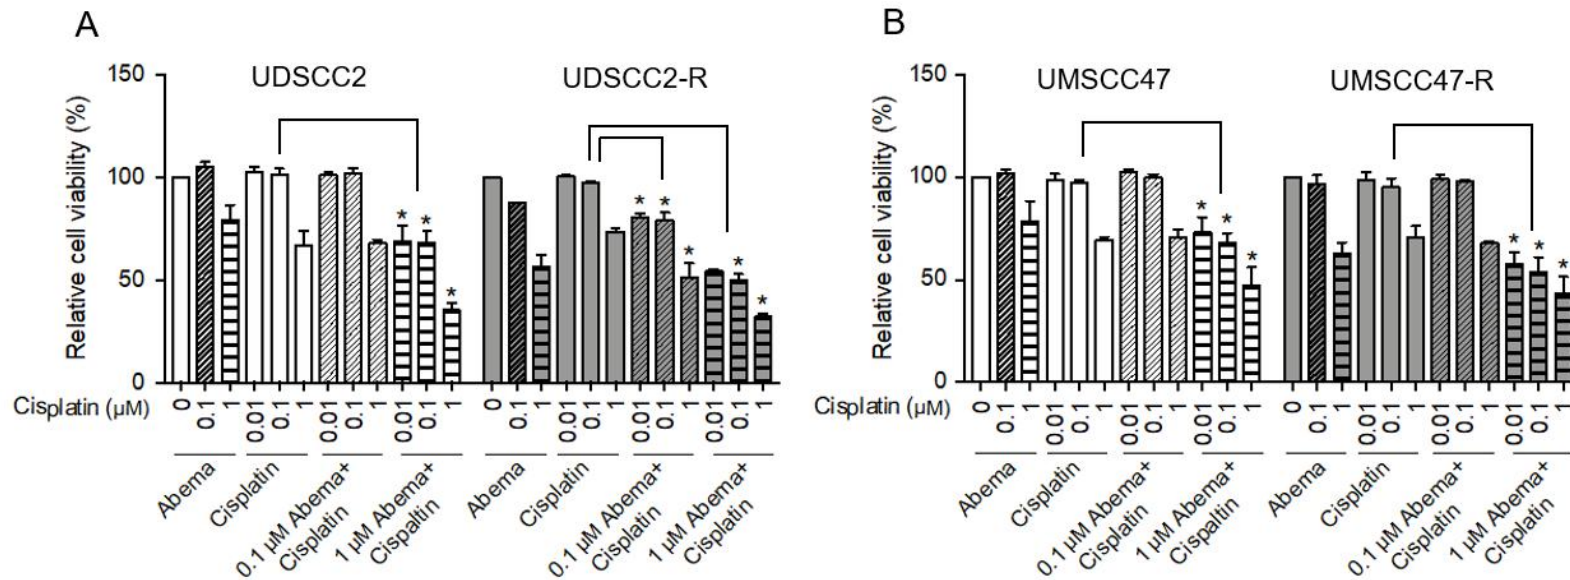 A
150
100
50
0
Relative cell viability (%)
UDSCC2
UDSCC2-R
* * *
* * * * *
Cisplatin (µM)
0 0.1 1 0.01 0.1 1 0.01 0.1 1 0.01 0.1 1
0 0.1 1 0.01 0.1 1 0.01 0.1 1 0.01 0.1 1
Abema
Cisplatin
0.1 µM Abema+
Cisplatin
1 µM Abema+
Cispaltin
Abema
Cisplatin
0.1 µM Abema+
Cisplatin
1 µM Abema+
Cisplatin
B
150
100
50
0
Relative cell viability (%)
UMSCC47
UMSCC47-R
* * *
* * *
Cisplatin (µM)
0 0.1 1 0.01 0.1 1 0.01 0.1 1 0.01 0.1 1
0 0.1 1 0.01 0.1 1 0.01 0.1 1 0.01 0.1 1
Abema
Cisplatin
0.1 µM Abema+
Cisplatin
1 µM Abema+
Cispaltin
Abema
Cisplatin
0.1 µM Abema+
Cisplatin
1 µM Abema+
Cisplatin